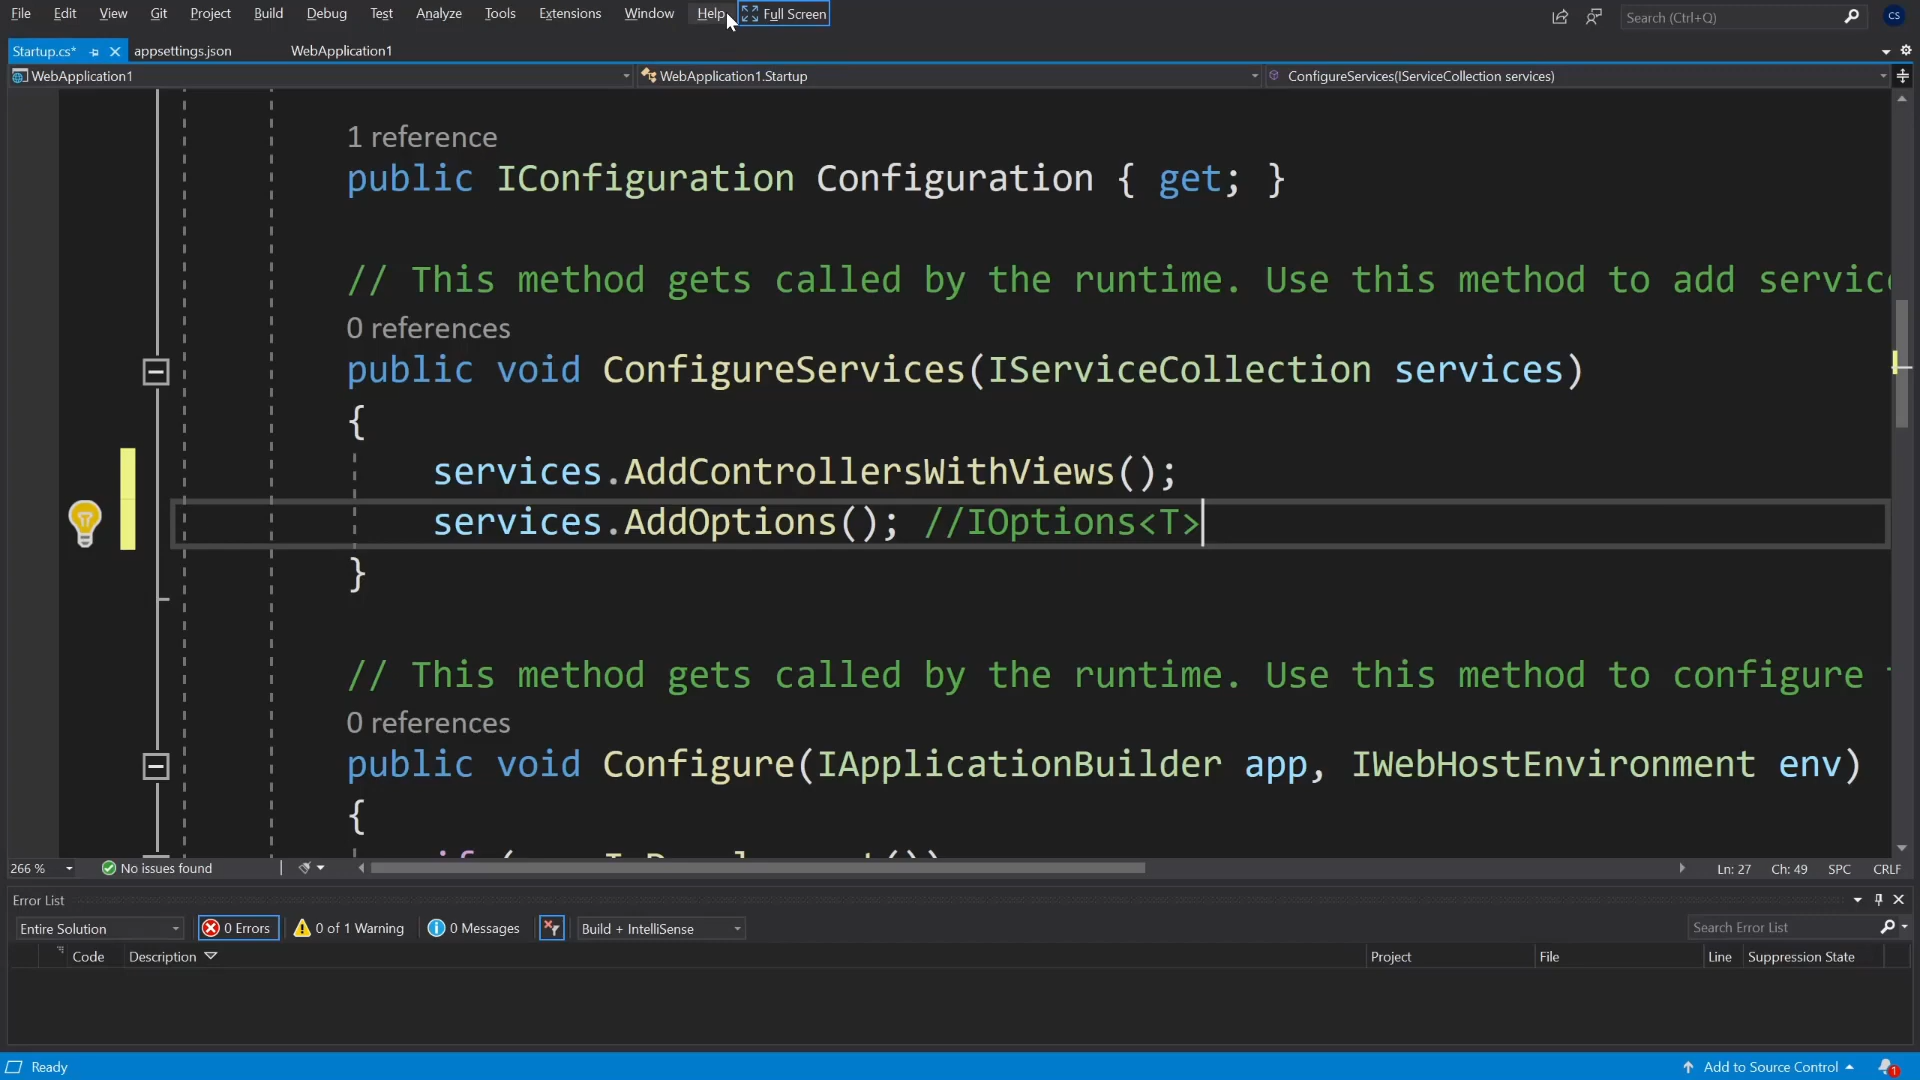 File Edit View Git Project Build Debug Test Analyze Tools Extensions Window Help Full Screen Search (Ctrl+Q) CS
Startup.cs* appsettings.json WebApplication1
WebApplication1 WebApplication1.Startup ConfigureServices(IServiceCollection services)
1 reference
public IConfiguration Configuration { get; }
// This method gets called by the runtime. Use this method to add servic
0 references
public void ConfigureServices(IServiceCollection services)
{
services.AddControllersWithViews();
services.AddOptions(); //IOptions<T>
}
// This method gets called by the runtime. Use this method to configure
0 references
public void Configure(IApplicationBuilder app, IWebHostEnvironment env)
{
266 % No issues found Ln: 27 Ch: 49 SPC CRLF
Error List
Entire Solution 0 Errors 0 of 1 Warning 0 Messages Build + IntelliSense Search Error List
Code Description Project File Line Suppression State
Ready Add to Source Control 1